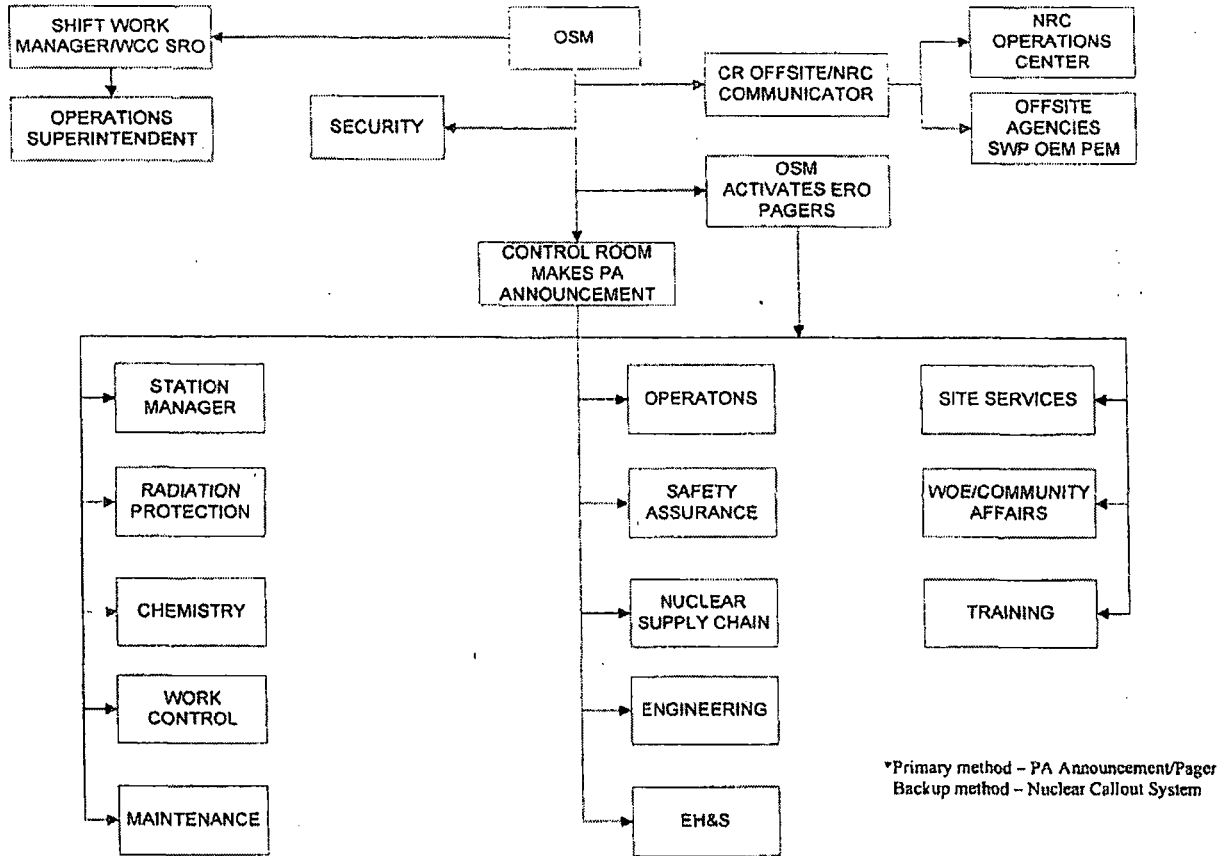 SHIFT WORK
MANAGER/WCC SRO
OSM
NRC
OPERATIONS
CENTER
CR OFFSITE/NRC
COMMUNICATOR
OPERATIONS
SUPERINTENDENT
SECURITY
OFFSITE
AGENCIES
SWP OEM PEM
OSM
ACTIVATES ERO
PAGERS
CONTROL ROOM
MAKES PA
ANNOUNCEMENT
STATION
MANAGER
OPERATONS
SITE SERVICES
RADIATION
PROTECTION
SAFETY
ASSURANCE
WOE/COMMUNITY
AFFAIRS
CHEMISTRY
NUCLEAR
SUPPLY CHAIN
TRAINING
WORK
CONTROL
ENGINEERING
MAINTENANCE
EH&S
*Primary method – PA Announcement/Pager
Backup method – Nuclear Callout System